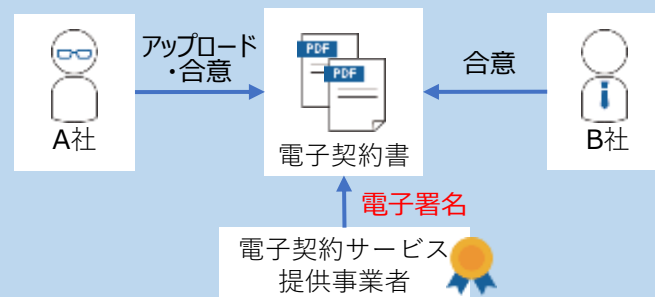 アップロード
・合意
A社
PDF
PDF
電子契約書
合意
B社
電子署名
電子契約サービス
提供事業者